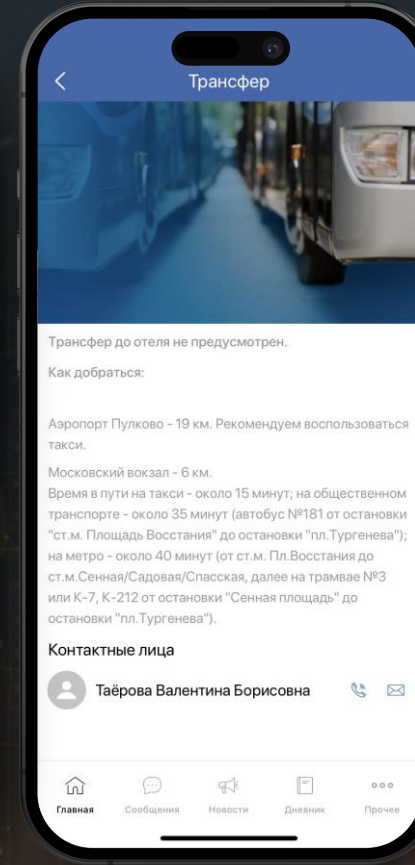 Трансфер
Трансфер до отеля не предусмотрен.
Как добраться:
Аэропорт Пулково - 19 км. Рекомендуем воспользоваться
такси.
Московский вокзал - 6 км.
Время в пути на такси - около 15 минут; на общественном
транспорте - около 35 минут (автобус №181 от остановки
"ст.м. Площадь Восстания" до остановки "пл.Тургенева");
на метро - около 40 минут (от ст.м. Пл.Восстания до
ст.м.Сенная/Садовая/Спасская, далее на трамвае №3
или К-7, К-212 от остановки "Сенная площадь" до
остановки "пл.Тургенева").
Контактные лица
Таёрова Валентина Борисовна
Главная Сообщения Новости Дневник Прочее